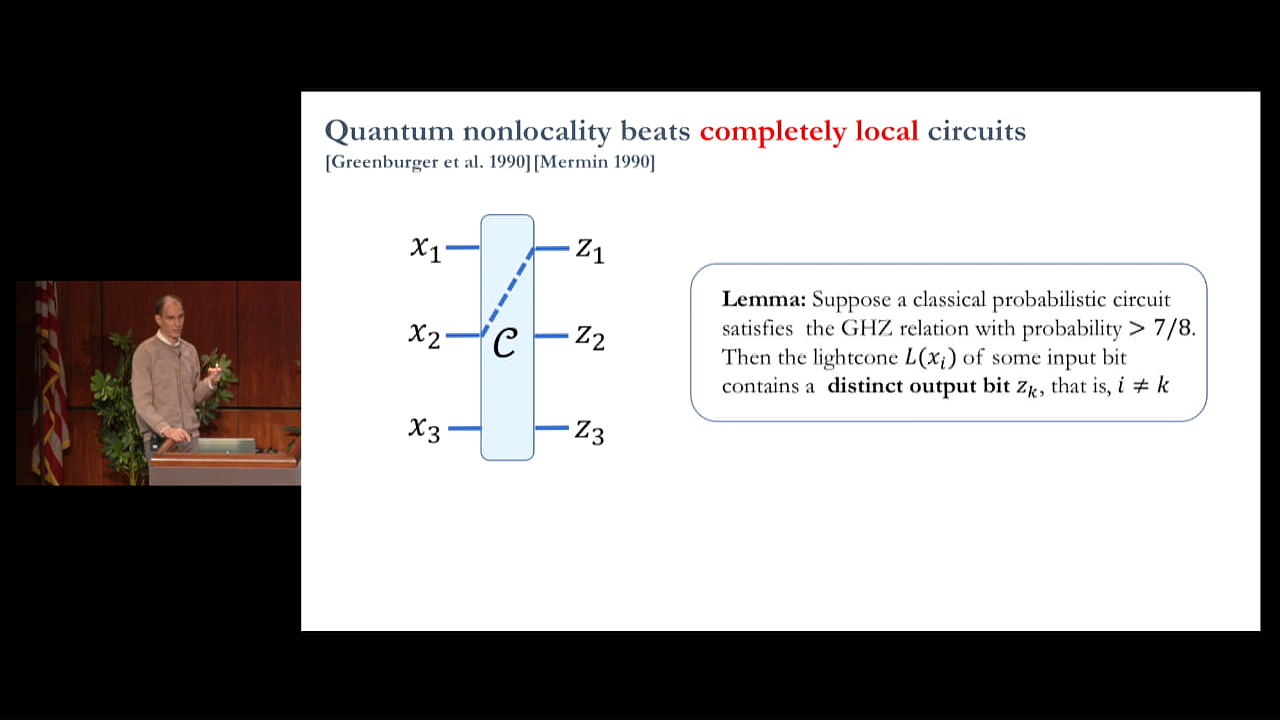 Quantum nonlocality beats completely local circuits
[Greenburger et al. 1990][Mermin 1990]
x₁
z₁
x₂
𝒞
z₂
x₃
z₃
Lemma: Suppose a classical probabilistic circuit
satisfies the GHZ relation with probability > 7/8.
Then the lightcone L(xᵢ) of some input bit
contains a distinct output bit zₖ, that is, i ≠ k